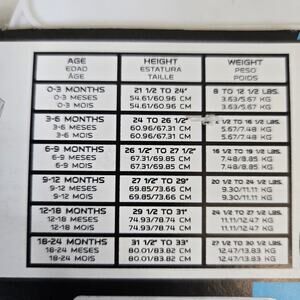 AGE HEIGHT WEIGHT
EDAD ESTATURA PESO
ÂGE TAILLE POIDS
0-3 MONTHS 21 1/2 TO 24" 8 TO 12 1/2 LBS.
0-3 MESES 54.61/60.96 CM 3.63/5.67 KG
0-3 MOIS 54.61/60.96 CM 3.63/5.67 KG
3-6 MONTHS 24 TO 26 1/2" TO 16 1/2 LBS.
3-6 MESES 60.96/67.31 CM 5.67/7.48 KG
3-6 MOIS 60.96/67.31 CM 5.67/7.48 KG
6-9 MONTHS 26 1/2 TO 27 1/2" 16 1/2 TO 19 1/2 LBS.
6-9 MESES 67.31/69.85 CM 7.48/8.85 KG
6-9 MOIS 67.31/69.85 CM 7.48/8.85 KG
9-12 MONTHS 27 1/2 TO 29" TO 24 1/2 LBS.
9-12 MESES 69.85/73.66 CM 9.30/11.11 KG
9-12 MOIS 69.85/73.66 CM 9.30/11.11 KG
12-18 MONTHS 29 1/2 TO 31" 24 1/2 TO 27 1/2 LBS.
12-18 MESES 74.93/78.74 CM 11.11/12.47 KG
12-18 MOIS 74.93/78.74 CM 11.11/12.47 KG
18-24 MONTHS 31 1/2" TO 33" 27 1/2 TO 30 1/2 LBS.
18-24 MESES 80.01/83.82 CM 12.47/13.83 KG
18-24 MOIS 80.01/83.82 CM 12.47/13.83 KG